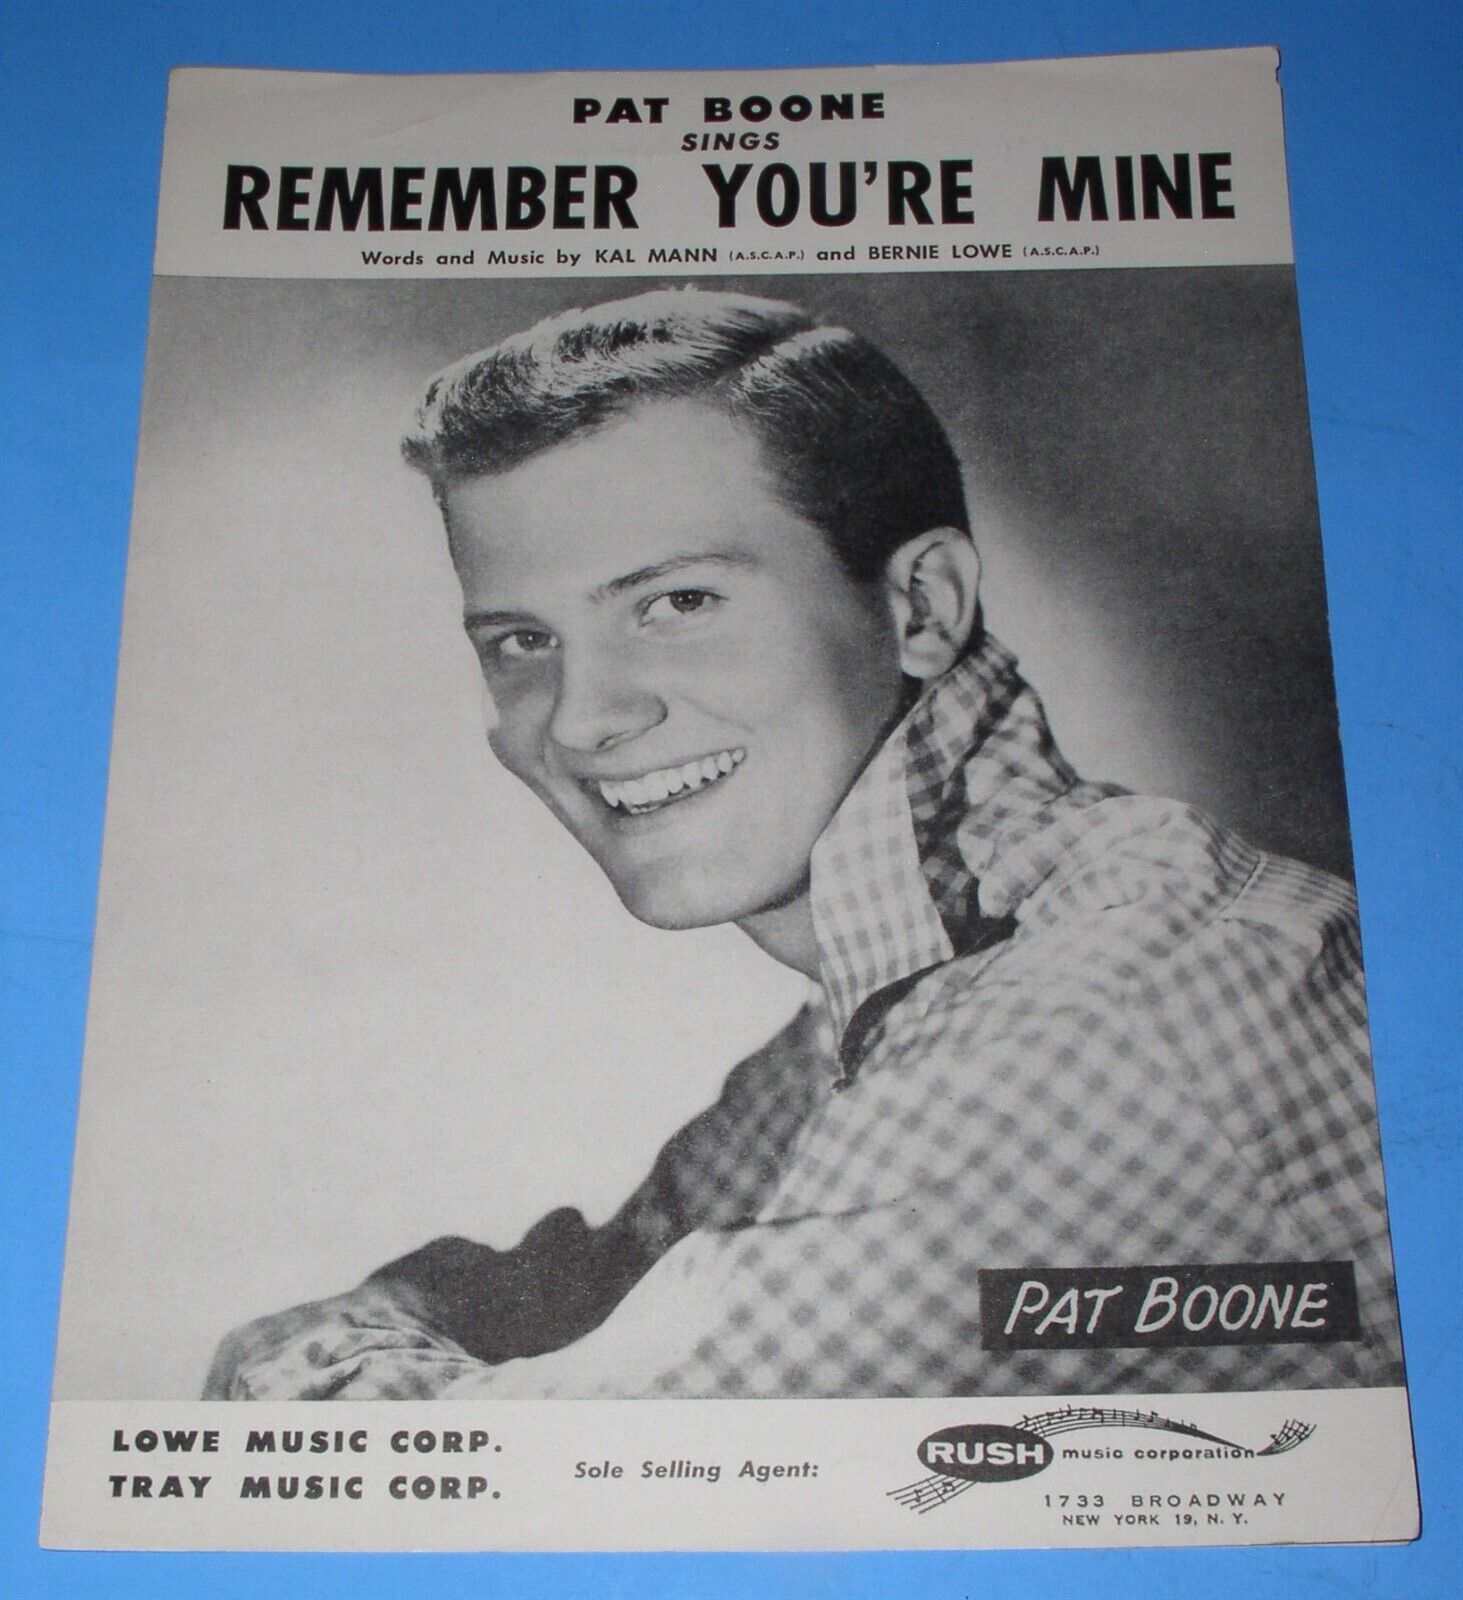 PAT BOONE
SINGS
REMEMBER YOU'RE MINE
Words and Music by KAL MANN (A.S.C.A.P.) and BERNIE LOWE (A.S.C.A.P.)
PAT BOONE
LOWE MUSIC CORP.
TRAY MUSIC CORP.
Sole Selling Agent:
RUSH music corporation
1733 BROADWAY
NEW YORK 19, N. Y.